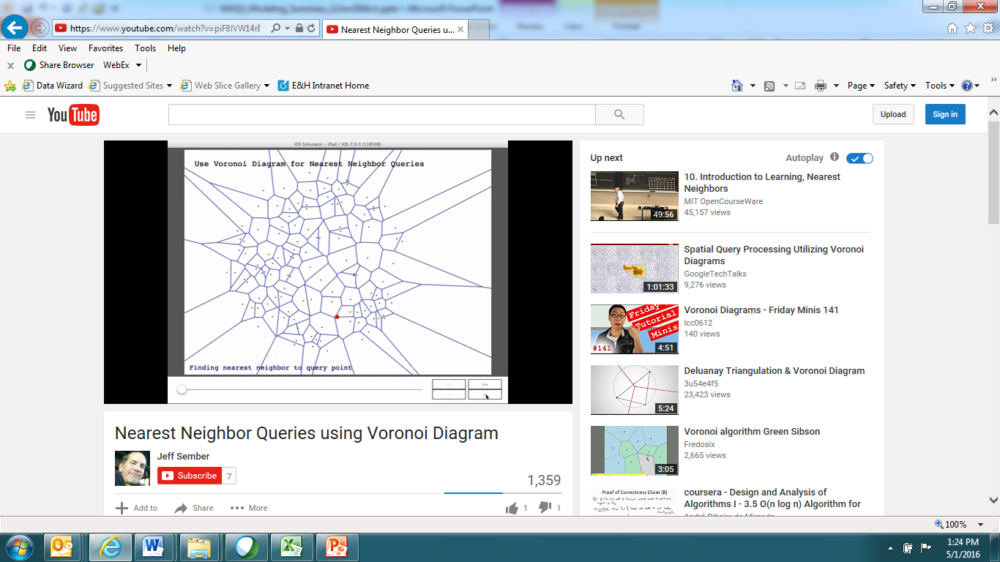 https://www.youtube.com/watch?v=piF8IVW14rI
Nearest Neighbor Queries u...
File Edit View Favorites Tools Help
x Share Browser WebEx
Data Wizard Suggested Sites Web Slice Gallery E&H Intranet Home Page Safety Tools
YouTube Upload Sign in
iOS Simulator - iPad / iOS 7.0.3 (11B508)
Use Voronoi Diagram for Nearest Neighbor Queries
Finding nearest neighbor to query point
<< >>
Nearest Neighbor Queries using Voronoi Diagram
Jeff Sember
Subscribe 7
1,359
Add to Share More 1 1
Up next Autoplay
10. Introduction to Learning, Nearest
Neighbors
MIT OpenCourseWare
45,157 views
49:56
Spatial Query Processing Utilizing Voronoi
Diagrams
GoogleTechTalks
9,276 views
1:01:33
Voronoi Diagrams - Friday Minis 141
lcc0612
140 views
Friday
Tutorial
Minis
#141
4:51
Deluanay Triangulation & Voronoi Diagram
3u54e4f5
23,423 views
5:24
Voronoi algorithm Green Sibson
Fredosix
2,665 views
3:05
coursera - Design and Analysis of
Algorithms I - 3.5 O(n log n) Algorithm for
Proof of Correctness Claim (B)
100%
1:24 PM
5/1/2016